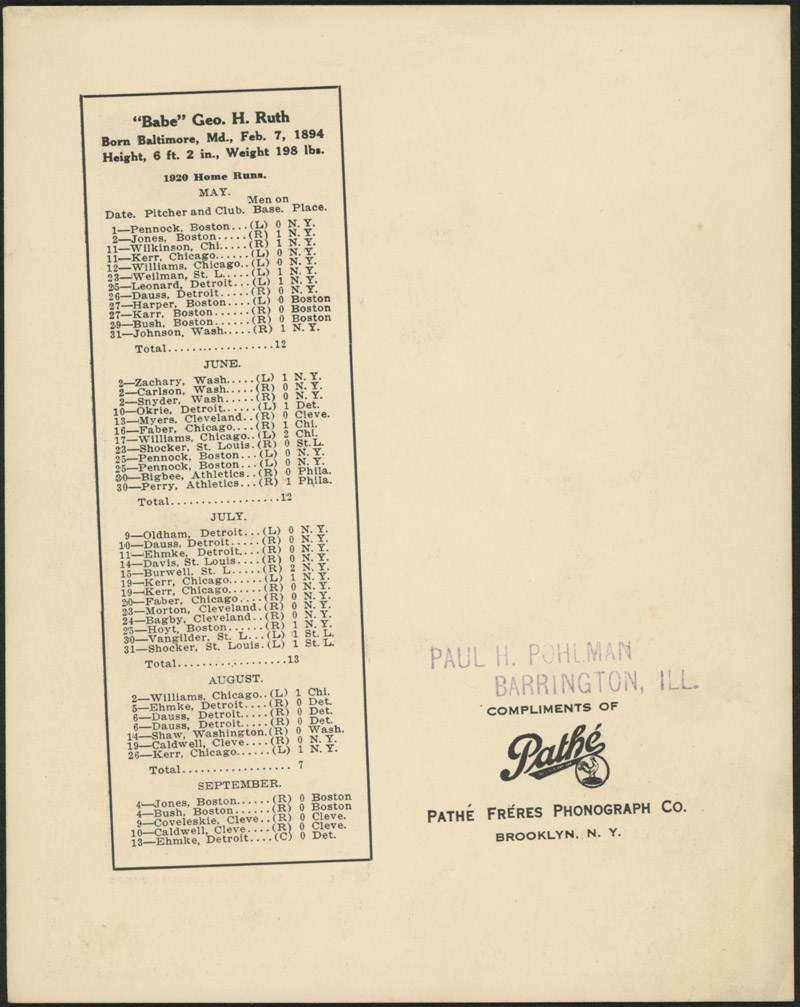 "Babe" Geo. H. Ruth
Born Baltimore, Md., Feb. 7, 1894
Height, 6 ft. 2 in., Weight 198 lbs.
1920 Home Runs.
MAY.
Men on
Date. Pitcher and Club. Base. Place.
1—Pennock, Boston...(L) 0 N. Y.
2—Jones, Boston.....(R) 1 N. Y.
11—Wilkinson, Chi....(R) 1 N. Y.
11—Kerr, Chicago.....(L) 0 N. Y.
12—Williams, Chicago..(L) 0 N. Y.
23—Weilman, St. L.....(L) 1 N. Y.
25—Leonard, Detroit...(L) 1 N. Y.
26—Dauss, Detroit.....(R) 0 N. Y.
27—Harper, Boston....(L) 0 Boston
27—Karr, Boston......(R) 0 Boston
29—Bush, Boston......(R) 0 Boston
31—Johnson, Wash.....(R) 1 N. Y.
Total..................12
JUNE.
2—Zachary, Wash.....(L) 1 N. Y.
2—Carlson, Wash.....(R) 0 N. Y.
2—Snyder, Wash......(R) 0 N. Y.
10—Okrie, Detroit......(L) 1 Det.
13—Myers, Cleveland..(R) 0 Cleve.
16—Faber, Chicago....(R) 1 Chi.
17—Williams, Chicago..(L) 2 Chi.
23—Shocker, St. Louis.(R) 0 St. L.
25—Pennock, Boston...(L) 0 N. Y.
25—Pennock, Boston...(L) 0 N. Y.
30—Bigbee, Athletics..(R) 0 Phila.
30—Perry, Athletics...(R) 1 Phila.
Total..................12
JULY.
9—Oldham, Detroit...(L) 0 N. Y.
10—Dauss, Detroit.....(R) 0 N. Y.
11—Ehmke, Detroit....(R) 0 N. Y.
14—Davis, St. Louis....(R) 0 N. Y.
15—Burwell, St. L.....(R) 2 N. Y.
19—Kerr, Chicago......(L) 1 N. Y.
19—Kerr, Chicago......(R) 0 N. Y.
20—Faber, Chicago....(R) 0 N. Y.
23—Morton, Cleveland.(R) 0 N. Y.
24—Bagby, Cleveland..(R) 0 N. Y.
25—Hoyt, Boston......(R) 1 N. Y.
30—Vangilder, St. L...(L) 1 St. L.
31—Shocker, St. Louis.(L) 1 St. L.
Total..................13
AUGUST.
2—Williams, Chicago..(L) 1 Chi.
5—Ehmke, Detroit....(R) 0 Det.
6—Dauss, Detroit.....(R) 0 Det.
6—Dauss, Detroit.....(R) 0 Det.
14—Shaw, Washington.(R) 0 Wash.
19—Caldwell, Cleve....(R) 0 N. Y.
26—Kerr, Chicago......(L) 1 N. Y.
Total.................. 7
SEPTEMBER.
4—Jones, Boston......(R) 0 Boston
4—Bush, Boston......(R) 0 Boston
9—Coveleskie, Cleve..(R) 0 Cleve.
10—Caldwell, Cleve....(R) 0 Cleve.
13—Ehmke, Detroit....(C) 0 Det.
PAUL H. POHLMAN
BARRINGTON, ILL.
COMPLIMENTS OF
Pathé
PATHÉ FRÉRES PHONOGRAPH CO.
BROOKLYN, N. Y.